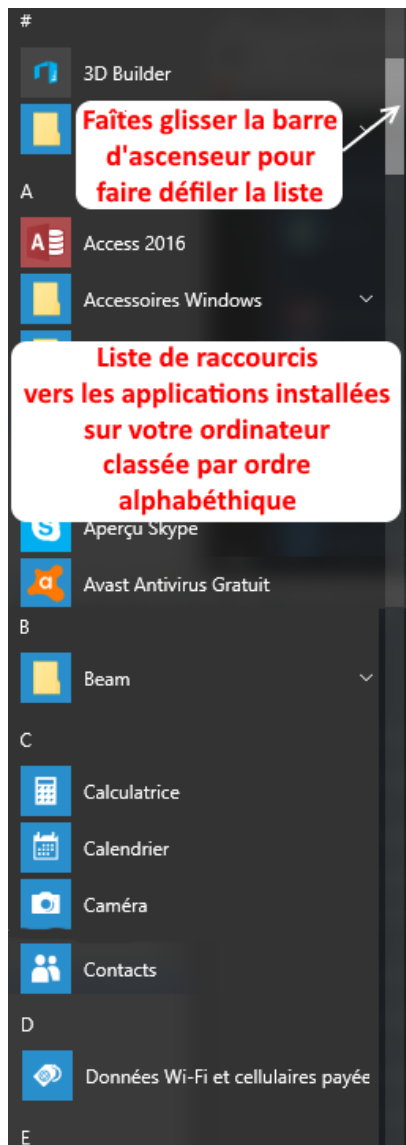 #
3D Builder
Faîtes glisser la barre
d'ascenseur pour
faire défiler la liste
A
Access 2016
Accessoires Windows
Liste de raccourcis
vers les applications installées
sur votre ordinateur
classée par ordre
alphabéthique
Aperçu Skype
Avast Antivirus Gratuit
B
Beam
C
Calculatrice
Calendrier
Caméra
Contacts
D
Données Wi-Fi et cellulaires payée
E